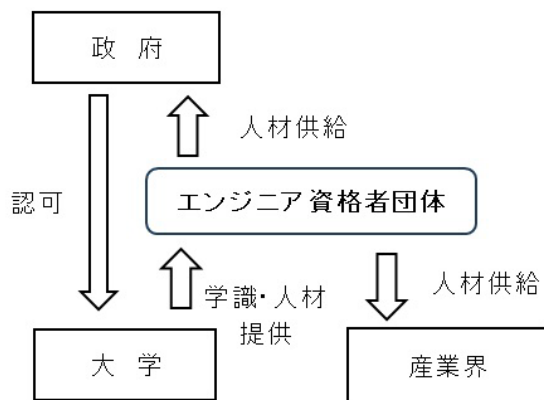 政 府
人材供給
認可
エンジニア資格者団体
学識・人材
提供
人材供給
大 学
産業界